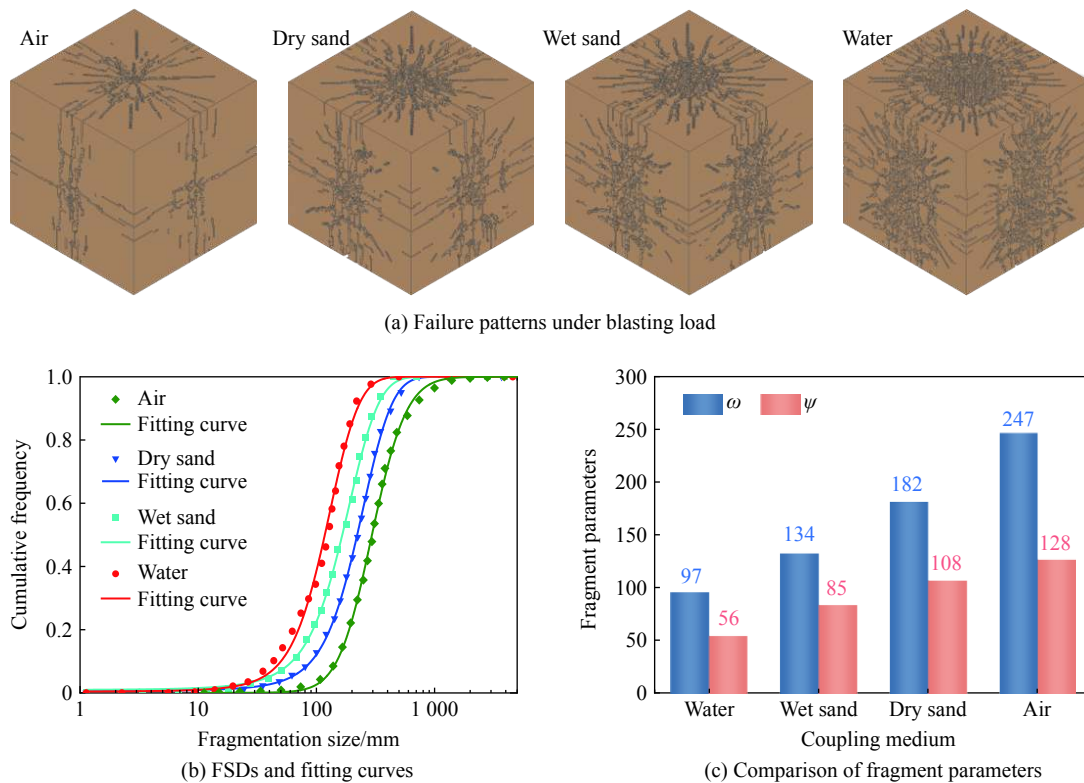 Air
Dry sand
Wet sand
Water
(a) Failure patterns under blasting load
1.0
0.8
0.6
0.4
0.2
0
Cumulative frequency
Air
Fitting curve
Dry sand
Fitting curve
Wet sand
Fitting curve
Water
Fitting curve
1 10 100 1 000
Fragmentation size/mm
(b) FSDs and fitting curves
300
250
200
150
100
50
0
Fragment parameters
ω ψ
97 56 134 85 182 108 247 128
Water Wet sand Dry sand Air
Coupling medium
(c) Comparison of fragment parameters